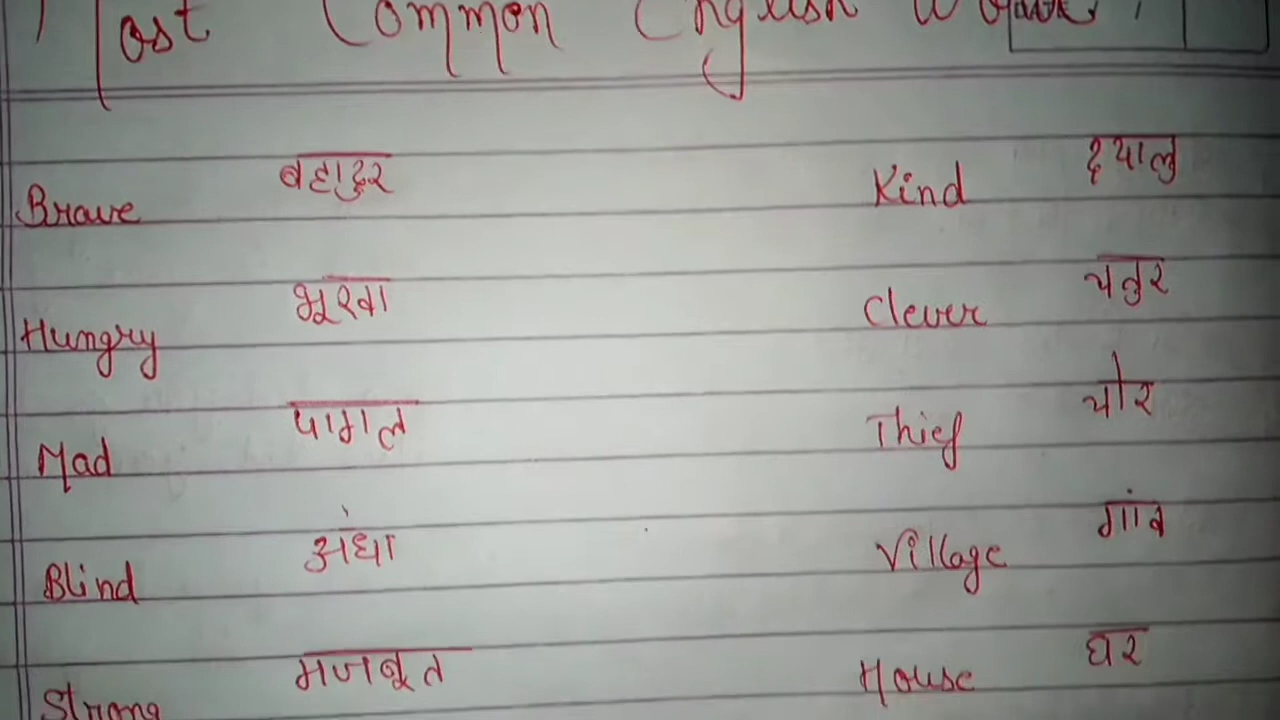 Most Common English Words
Brave बहादुर Kind दयालु
Hungry भूखा Clever चतुर
Mad पागल Thief चोर
Blind अंधा Village गांव
Strong मजबूत House घर